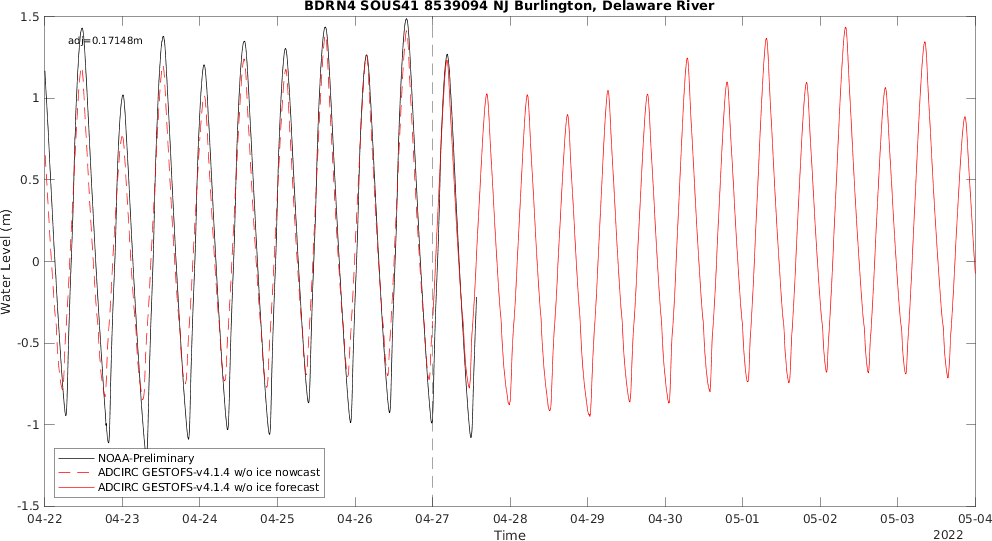 BDRN4 SOUS41 8539094 NJ Burlington, Delaware River
adj=0.17148m
Water Level (m)
1.5
1
0.5
0
-0.5
-1
-1.5
NOAA-Preliminary
ADCIRC GESTOFS-v4.1.4 w/o ice nowcast
ADCIRC GESTOFS-v4.1.4 w/o ice forecast
04-22 04-23 04-24 04-25 04-26 04-27 04-28 04-29 04-30 05-01 05-02 05-03 05-04
Time
2022